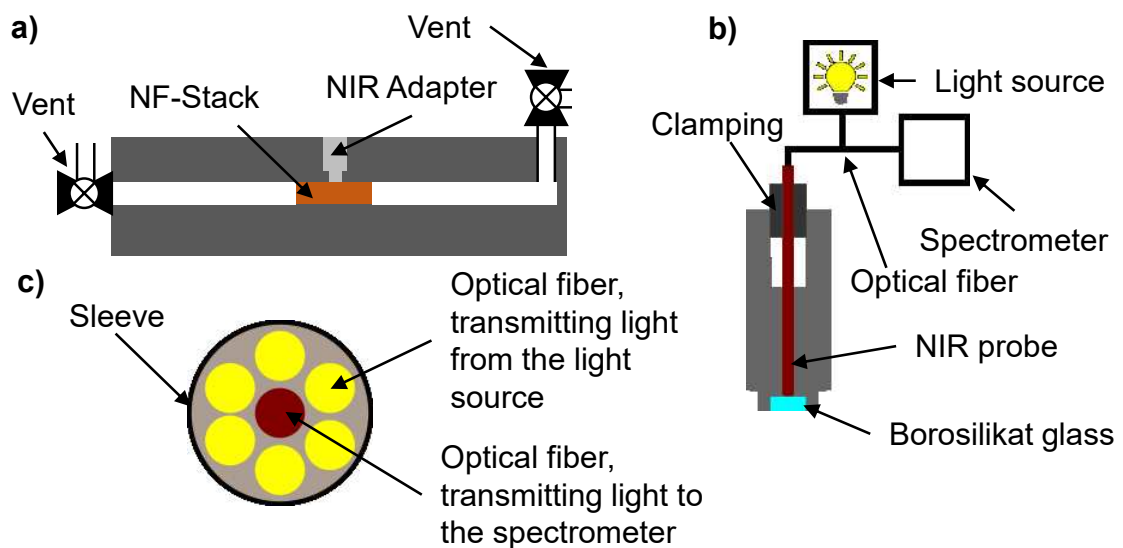 a)
Vent
NF-Stack
NIR Adapter
Vent
b)
Light source
Clamping
Spectrometer
Optical fiber
NIR probe
Borosilikat glass
c)
Sleeve
Optical fiber,
transmitting light
from the light
source
Optical fiber,
transmitting light to
the spectrometer